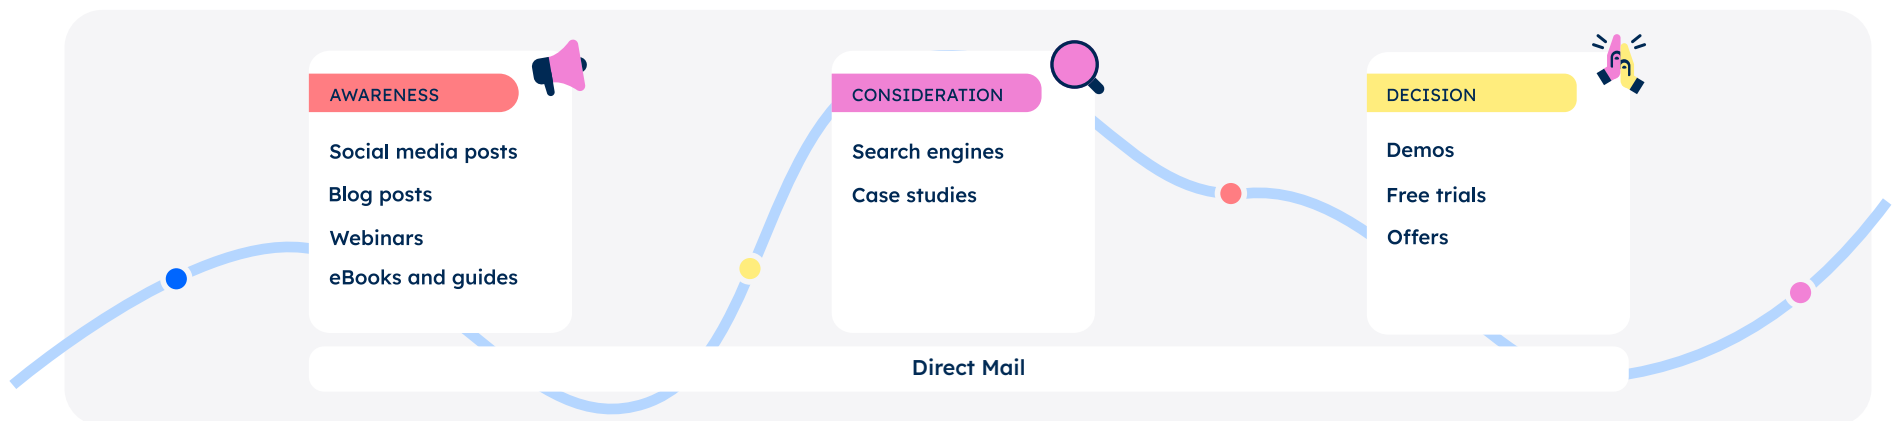 AWARENESS
Social media posts
Blog posts
Webinars
eBooks and guides
CONSIDERATION
Search engines
Case studies
DECISION
Demos
Free trials
Offers
Direct Mail